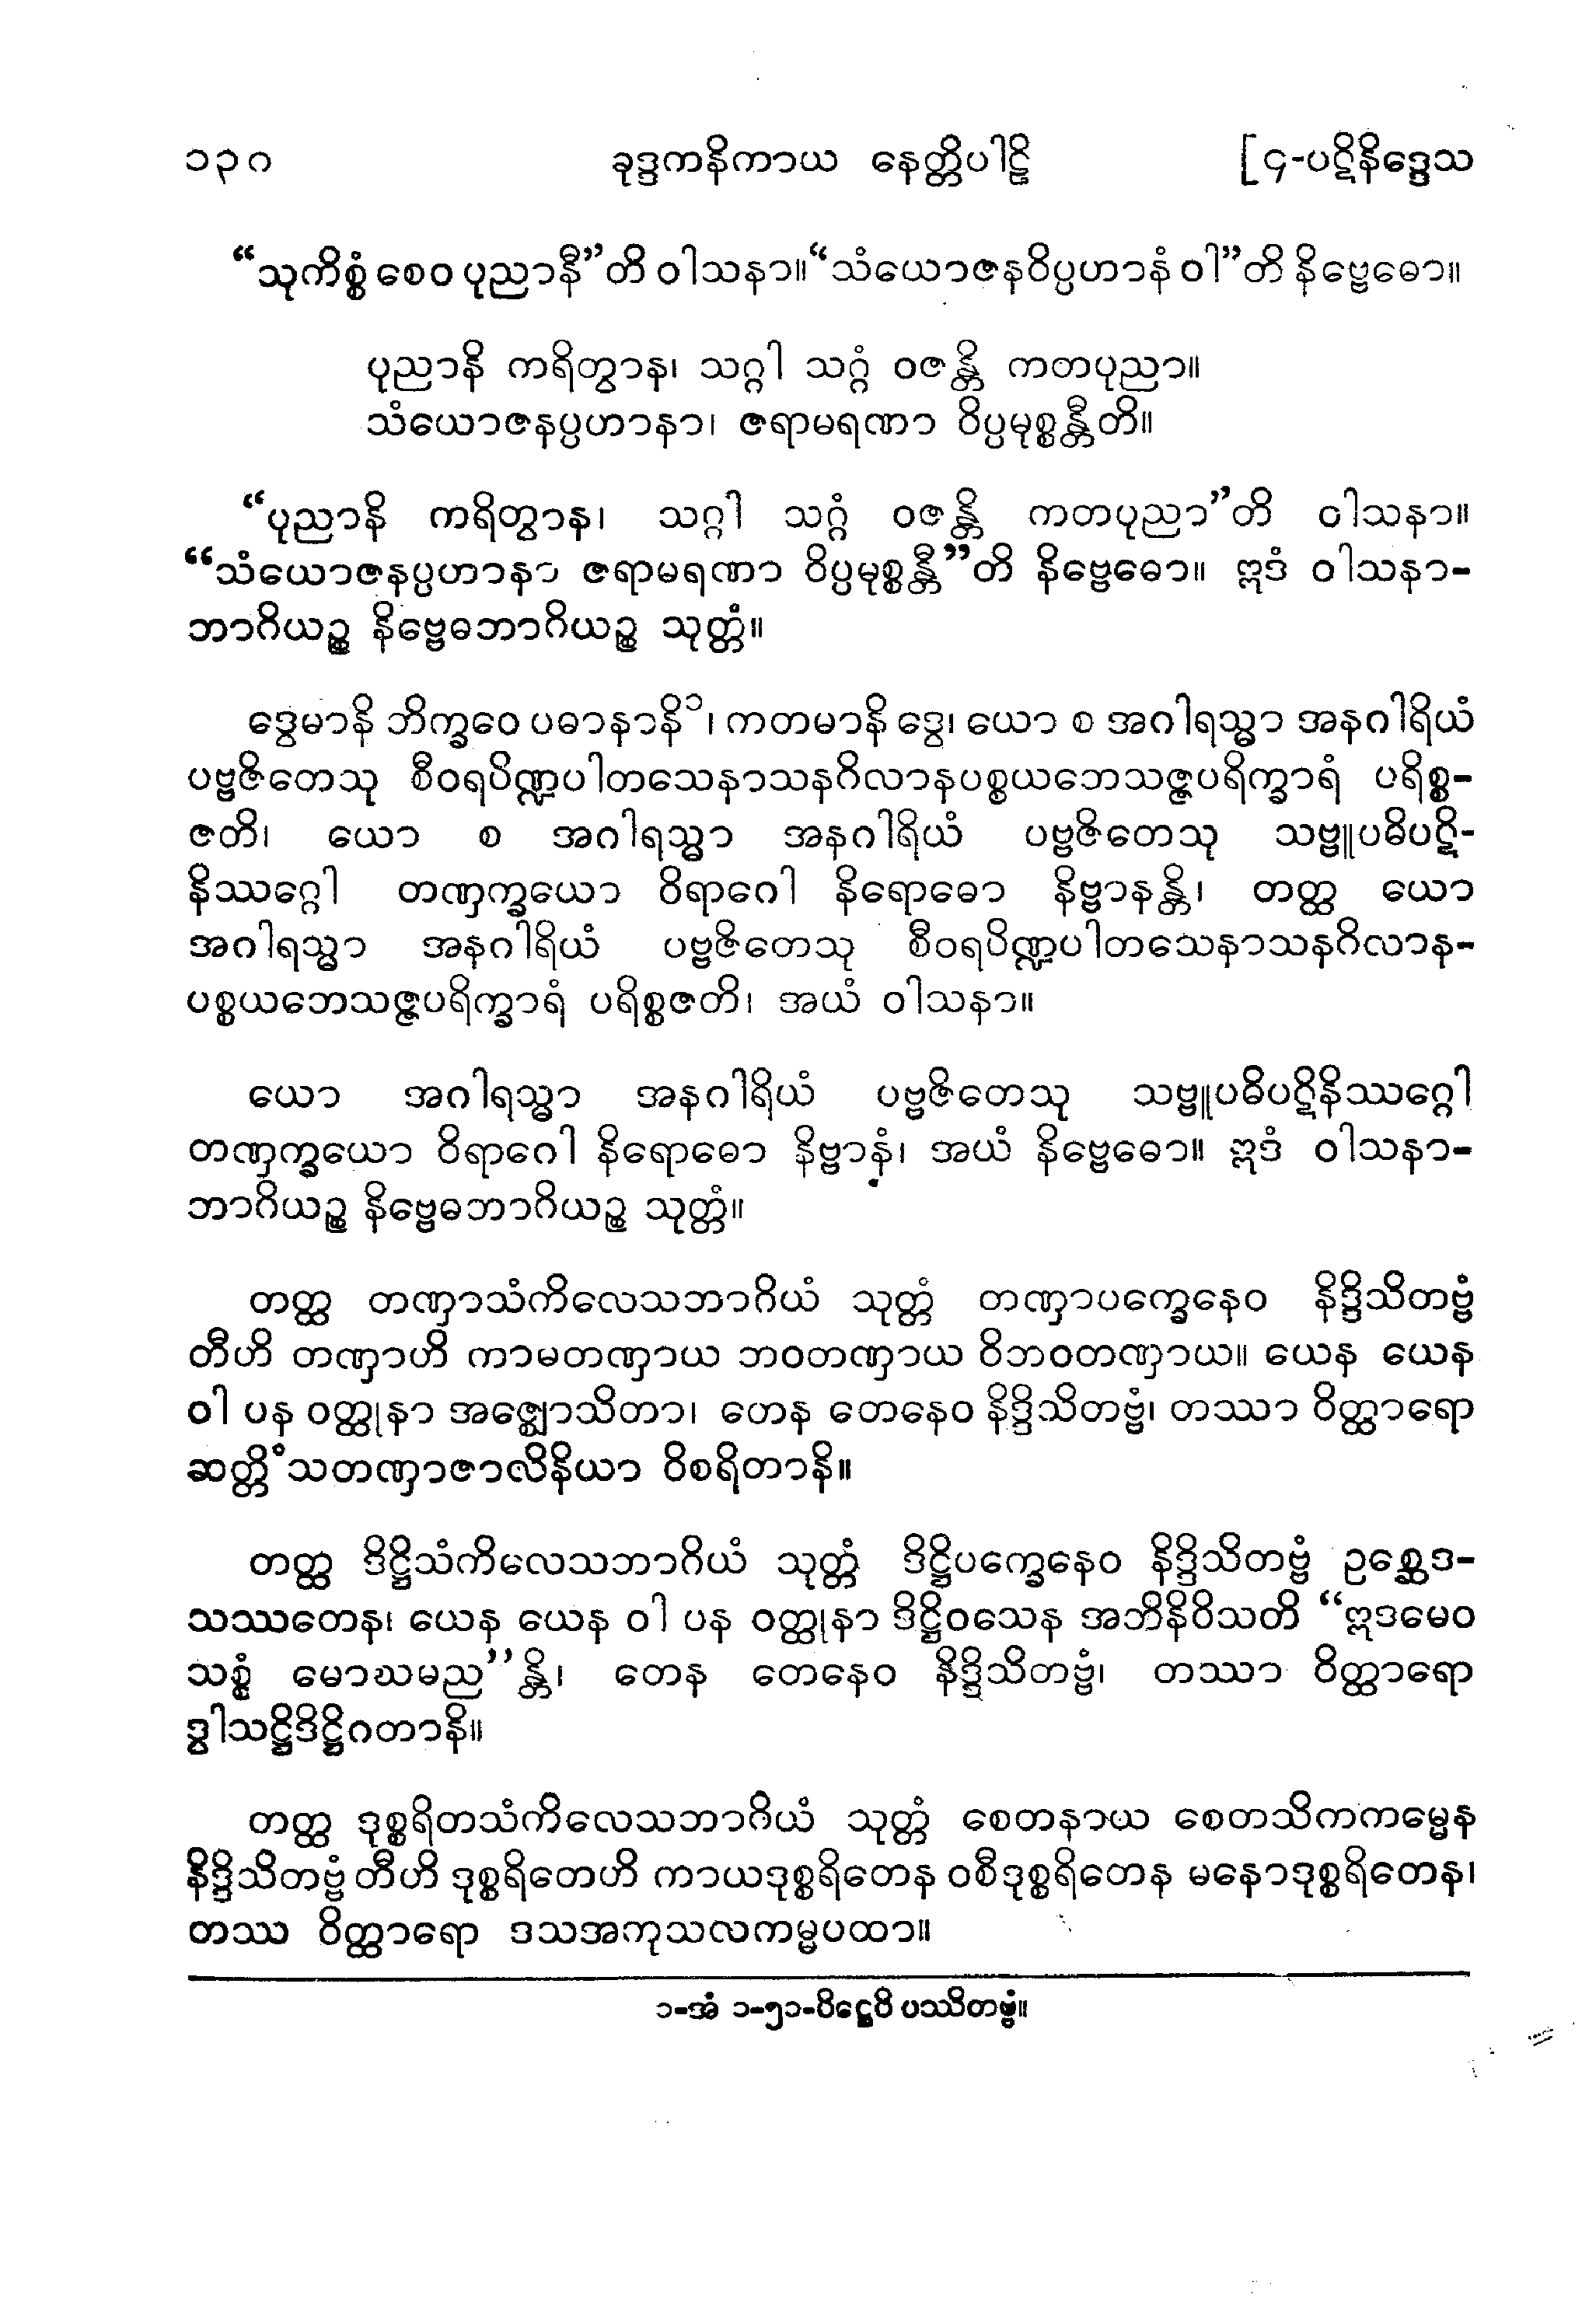 ၁၃၀ ခုဒ္ဒကနိကာယ နေတ္တိပါဠိ [၄-ပဋိနိဒ္ဒေသ
“သုကိစ္စံ စေဝ ပုညာနီ”တိ ဝါသနာ။ “သံယောဇနဝိပ္ပဟာနံ ဝါ”တိ နိဗ္ဗေဓော။
ပုညာနိ ကရိတွာန၊ သဂ္ဂါ သဂ္ဂံ ဝဇန္တိ ကတပုညာ။
သံယောဇနပ္ပဟာနာ၊ ဇရာမရဏာ ဝိပ္ပမုစ္စန္တီတိ။
“ပုညာနိ ကရိတွာန၊ သဂ္ဂါ သဂ္ဂံ ဝဇန္တိ ကတပုညာ”တိ ဝါသနာ။
“သံယောဇနပ္ပဟာနာ ဇရာမရဏာ ဝိပ္ပမုစ္စန္တီ”တိ နိဗ္ဗေဓော။ ဣဒံ ဝါသနာ-
ဘာဂိယဉ္စ နိဗ္ဗေဓဘာဂိယဉ္စ သုတ္တံ။
ဒွေမာနိ ဘိက္ခဝေ ပဓာနာနိ၁၊ ကတမာနိ ဒွေ၊ ယော စ အဂါရသ္မာ အနဂါရိယံ
ပဗ္ဗဇိတေသု စီဝရပိဏ္ဍပါတသေနာသနဂိလာနပစ္စယဘေသဇ္ဇပရိက္ခာရံ ပရိစ္စ-
ဇတိ၊ ယော စ အဂါရသ္မာ အနဂါရိယံ ပဗ္ဗဇိတေသု သဗ္ဗူပဓိပဋိ-
နိဿဂ္ဂေါ တဏှက္ခယော ဝိရာဂေါ နိရောဓော နိဗ္ဗာနန္တိ၊ တတ္ထ ယော
အဂါရသ္မာ အနဂါရိယံ ပဗ္ဗဇိတေသု စီဝရပိဏ္ဍပါတသေနာသနဂိလာန-
ပစ္စယဘေသဇ္ဇပရိက္ခာရံ ပရိစ္စဇတိ၊ အယံ ဝါသနာ။
ယော အဂါရသ္မာ အနဂါရိယံ ပဗ္ဗဇိတေသု သဗ္ဗူပဓိပဋိနိဿဂ္ဂေါ
တဏှက္ခယော ဝိရာဂေါ နိရောဓော နိဗ္ဗာနံ၊ အယံ နိဗ္ဗေဓော။ ဣဒံ ဝါသနာ-
ဘာဂိယဉ္စ နိဗ္ဗေဓဘာဂိယဉ္စ သုတ္တံ။
တတ္ထ တဏှာသံကိလေသဘာဂိယံ သုတ္တံ တဏှာပက္ခေနေဝ နိဒ္ဒိသိတဗ္ဗံ
တီဟိ တဏှာဟိ ကာမတဏှာယ ဘဝတဏှာယ ဝိဘဝတဏှာယ။ ယေန ယေန
ဝါ ပန ဝတ္ထုနာ အဇ္ဈောသိတာ၊ တေန တေနေဝ နိဒ္ဒိသိတဗ္ဗံ၊ တဿာ ဝိတ္ထာရော
ဆတ္တိံသတဏှာဇာလိနိယာ ဝိစရိတာနိ။
တတ္ထ ဒိဋ္ဌိသံကိလေသဘာဂိယံ သုတ္တံ ဒိဋ္ဌိပက္ခေနေဝ နိဒ္ဒိသိတဗ္ဗံ ဥစ္ဆေဒ-
သဿတေန၊ ယေန ယေန ဝါ ပန ဝတ္ထုနာ ဒိဋ္ဌိဝသေန အဘိနိဝိသတိ “ဣဒမေဝ
သစ္စံ မောဃမည”န္တိ၊ တေန တေနေဝ နိဒ္ဒိသိတဗ္ဗံ၊ တဿာ ဝိတ္ထာရော
ဒွါသဋ္ဌိဒိဋ္ဌိဂတာနိ။
တတ္ထ ဒုစ္စရိတသံကိလေသဘာဂိယံ သုတ္တံ စေတနာယ စေတသိကကမ္မေန
နိဒ္ဒိသိတဗ္ဗံ တီဟိ ဒုစ္စရိတေဟိ ကာယဒုစ္စရိတေန ဝစီဒုစ္စရိတေန မနောဒုစ္စရိတေန၊
တဿ ဝိတ္ထာရော ဒသအကုသလကမ္မပထာ။
၁-အံ ၁-၅၁-ပိဋ္ဌေပိ ပဿိတဗ္ဗံ။